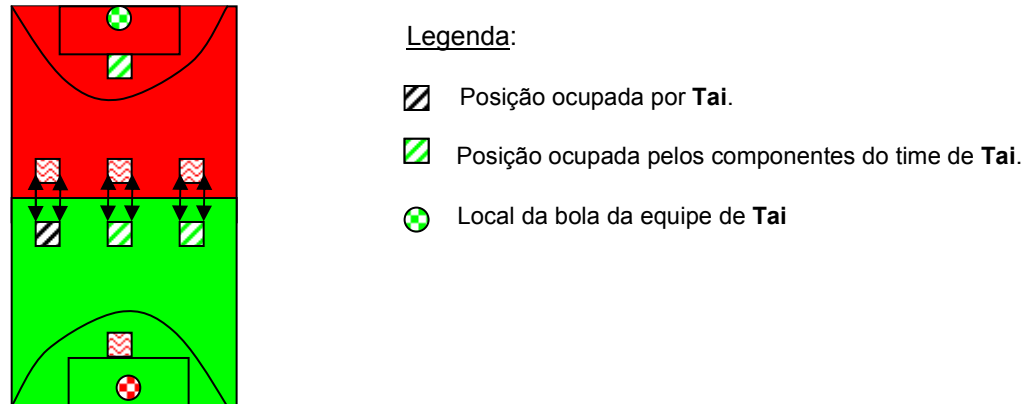 Legenda:
Posição ocupada por Tai.
Posição ocupada pelos componentes do time de Tai.
Local da bola da equipe de Tai